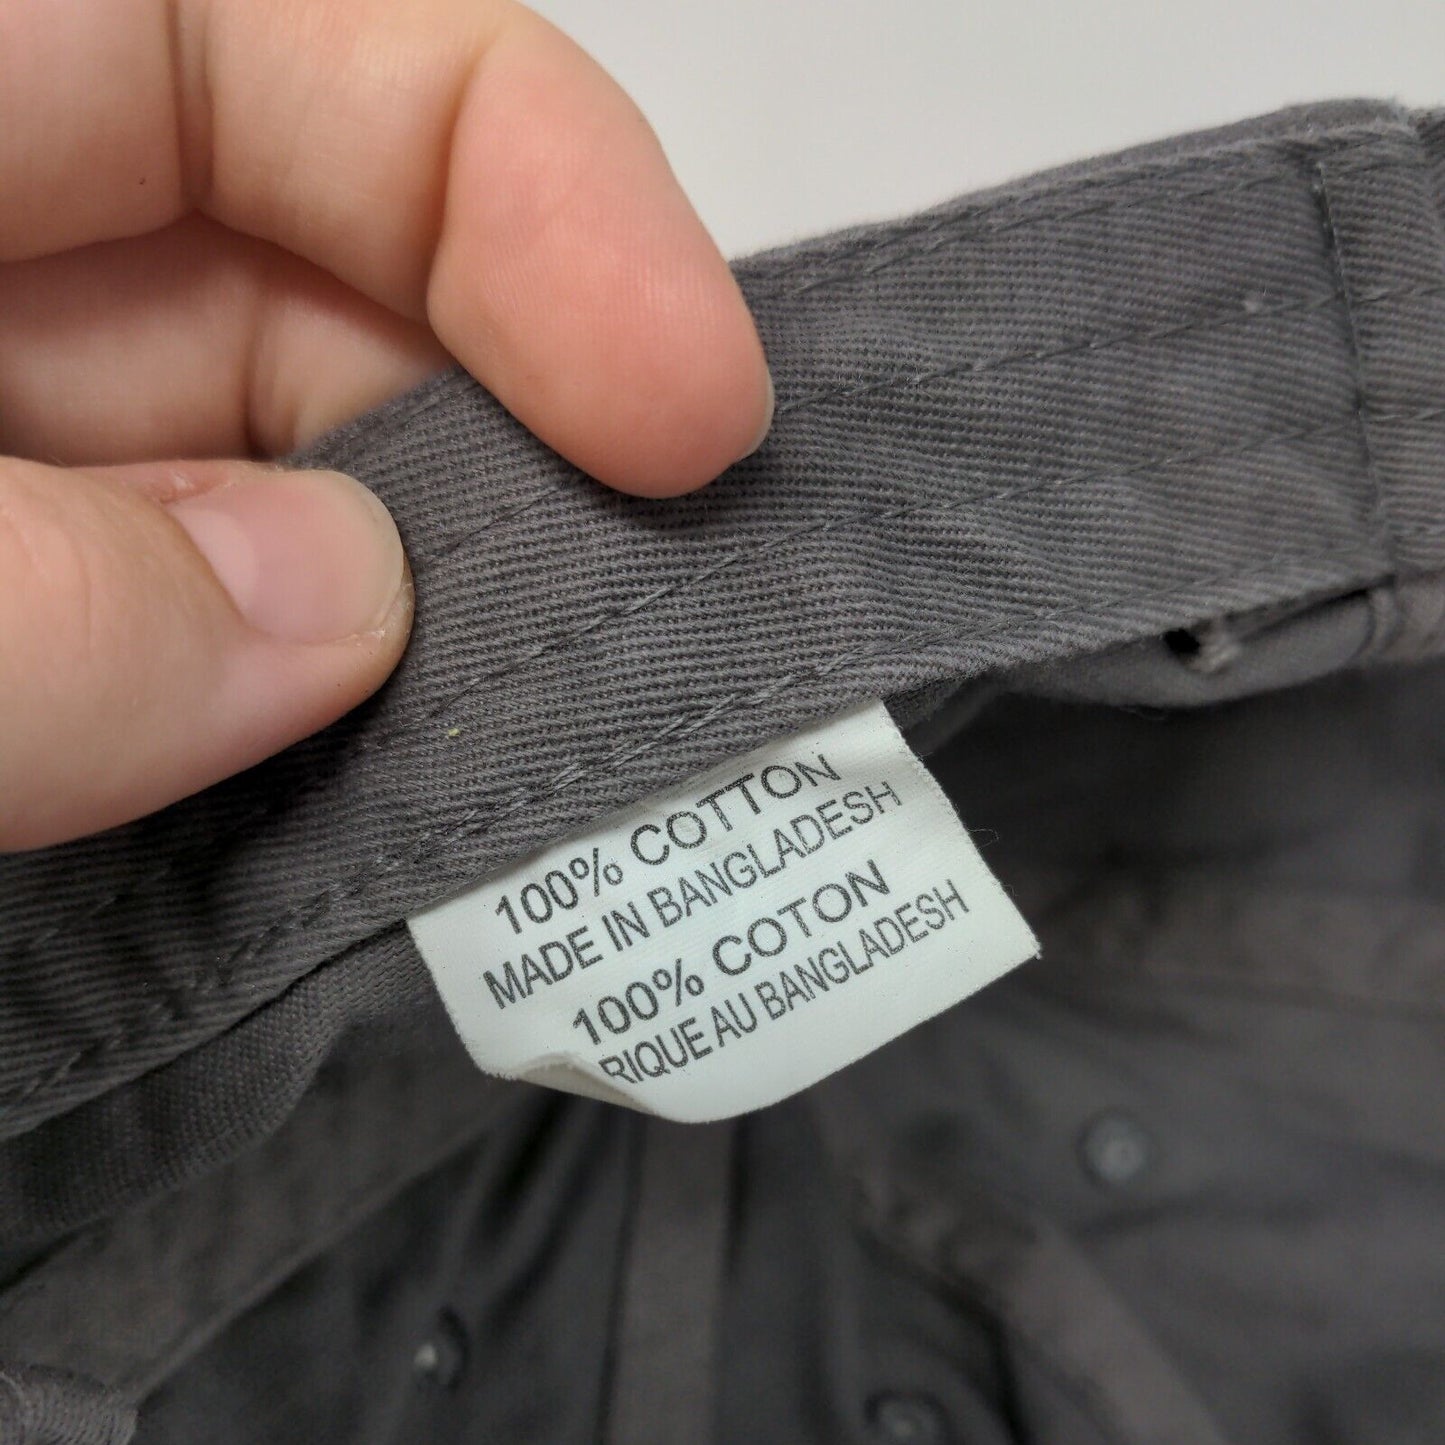 100% COTTON
MADE IN BANGLADESH
100% COTON
RIQUE AU BANGLADESH